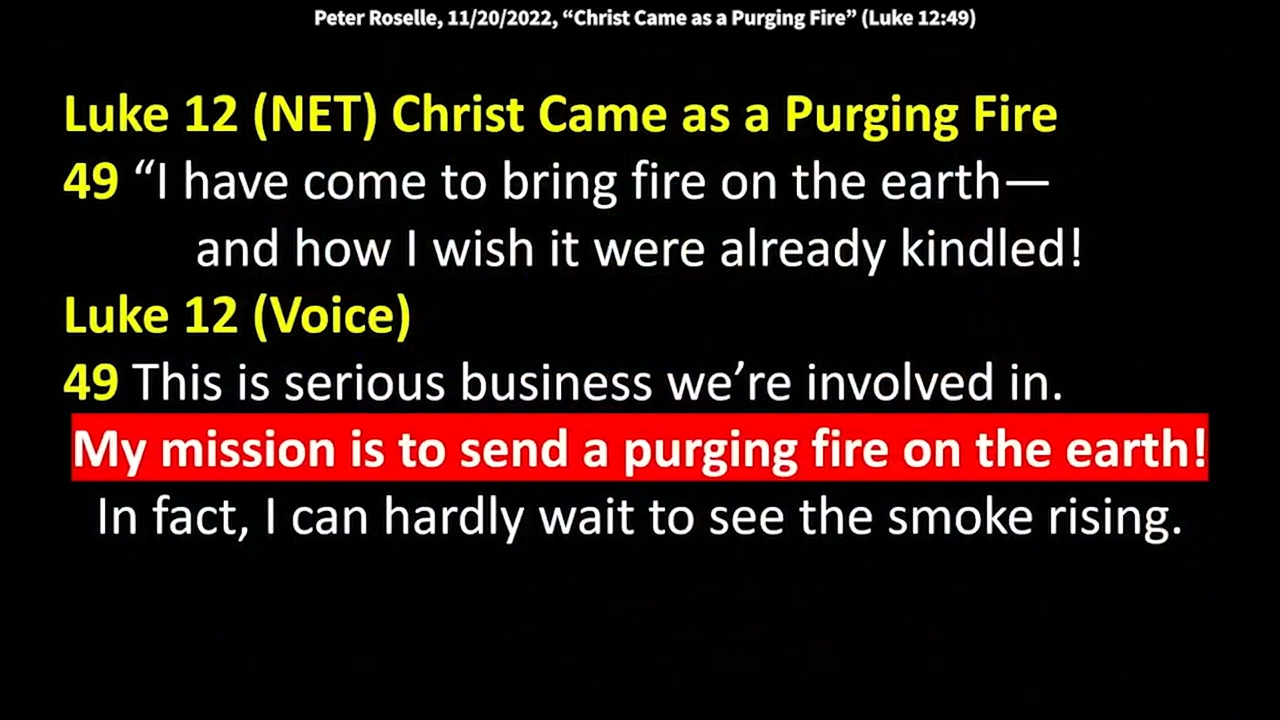 Peter Roselle, 11/20/2022, “Christ Came as a Purging Fire” (Luke 12:49)
Luke 12 (NET) Christ Came as a Purging Fire
49 “I have come to bring fire on the earth—
and how I wish it were already kindled!
Luke 12 (Voice)
49 This is serious business we’re involved in.
My mission is to send a purging fire on the earth!
In fact, I can hardly wait to see the smoke rising.